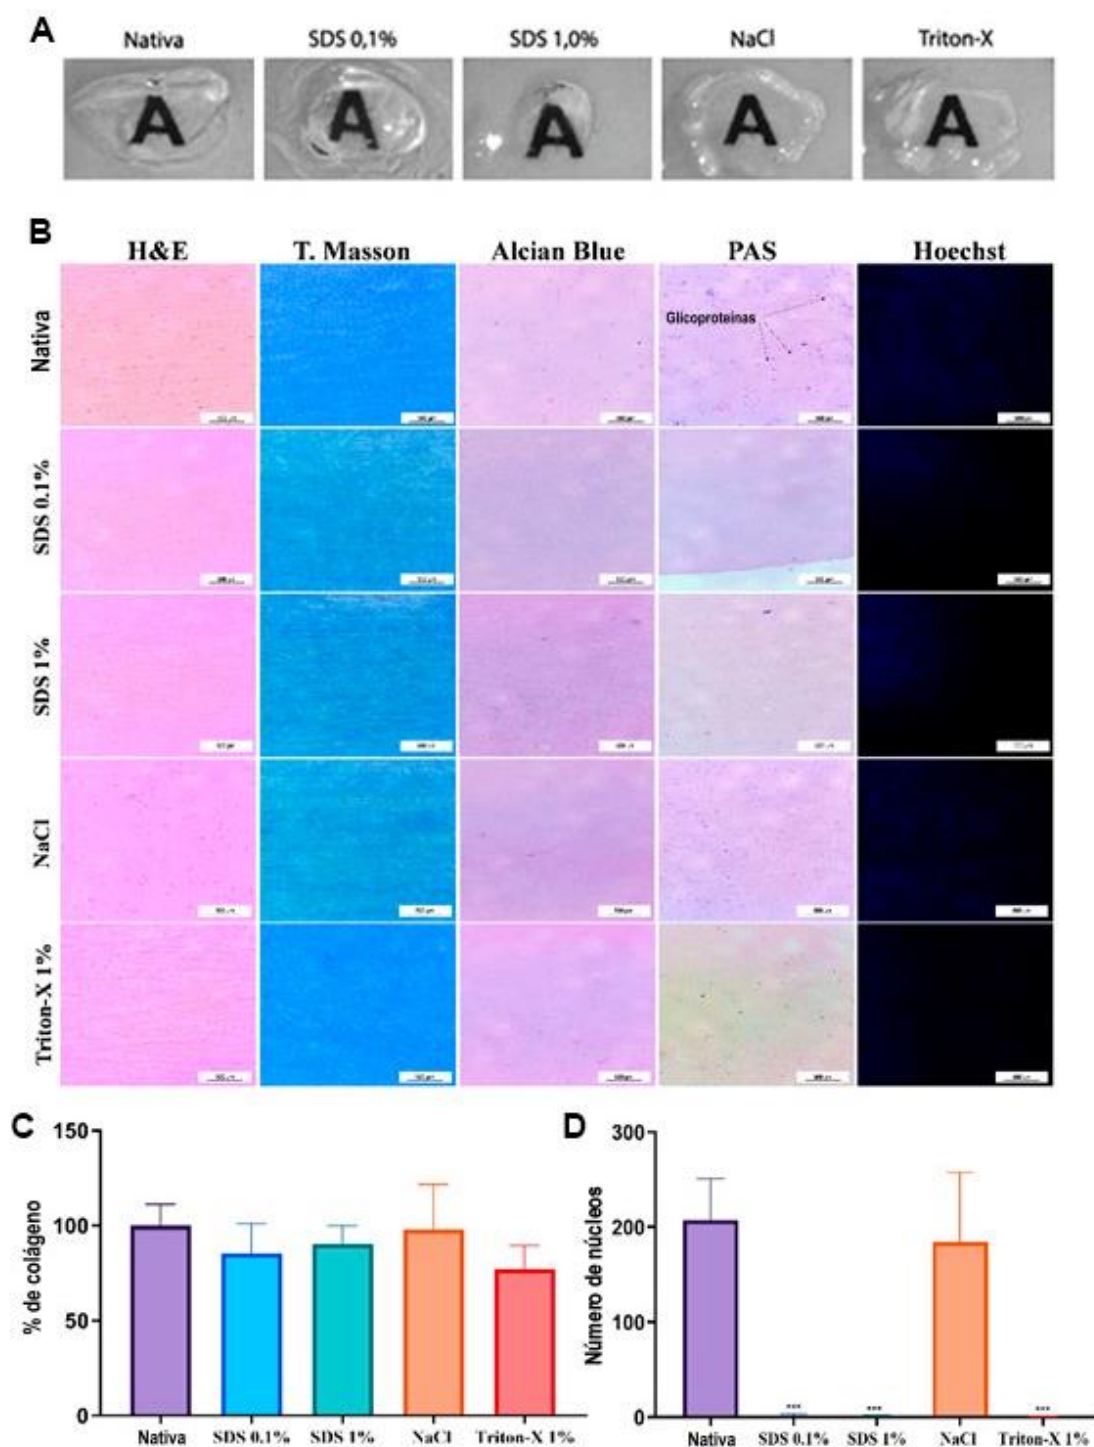 A
Nativa SDS 0,1% SDS 1,0% NaCl Triton-X
A A A A A
B
H&E T. Masson Alcian Blue PAS Hoechst
Nativa
Glicoproteínas
SDS 0.1%
SDS 1%
NaCl
Triton-X 1%
C
% de colágeno
150
100
50
0
Nativa SDS 0.1% SDS 1% NaCl Triton-X 1%
D
Número de núcleos
300
200
100
0
*** *** ***
Nativa SDS 0.1% SDS 1% NaCl Triton-X 1%